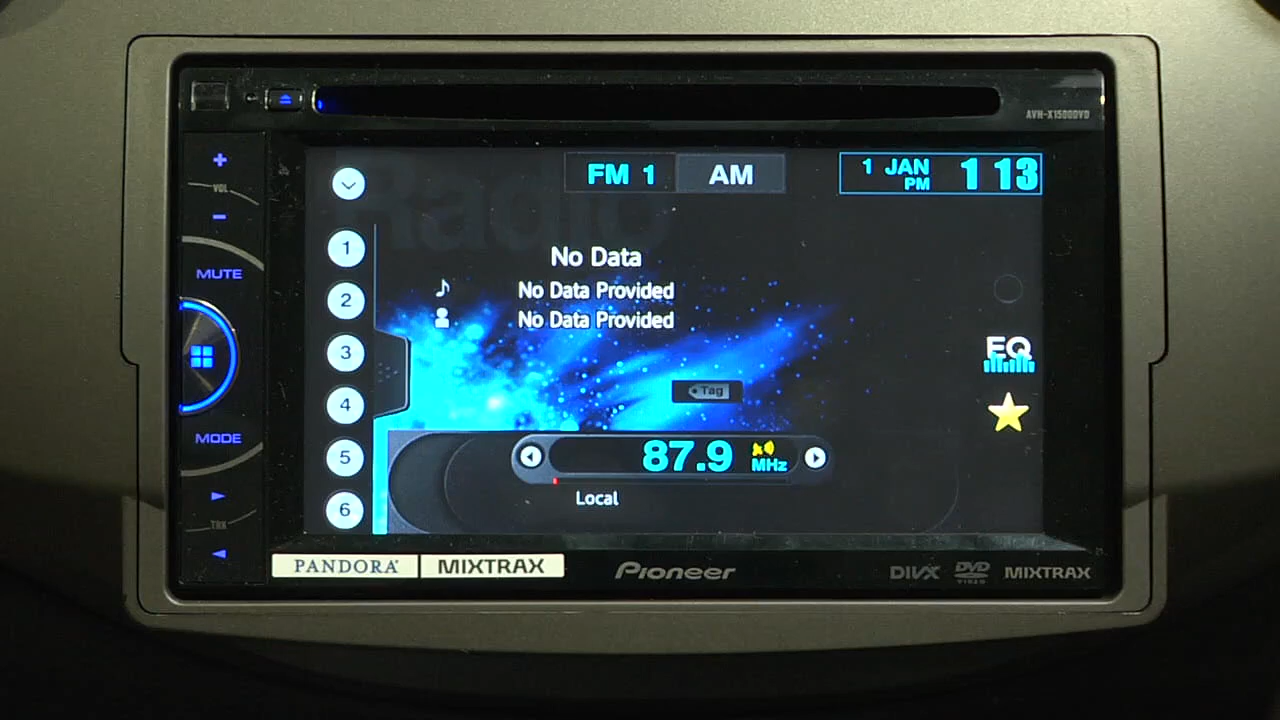 AVH-X1500DVD
+
VOL
−
MUTE
MODE
TRK
Radio
FM 1
AM
1 JAN
PM
1 13
1
2
3
4
5
6
No Data
No Data Provided
No Data Provided
Tag
EQ
87.9
MHz
Local
PANDORA
MIXTRAX
Pioneer
DIVX
DVD
VIDEO
MIXTRAX